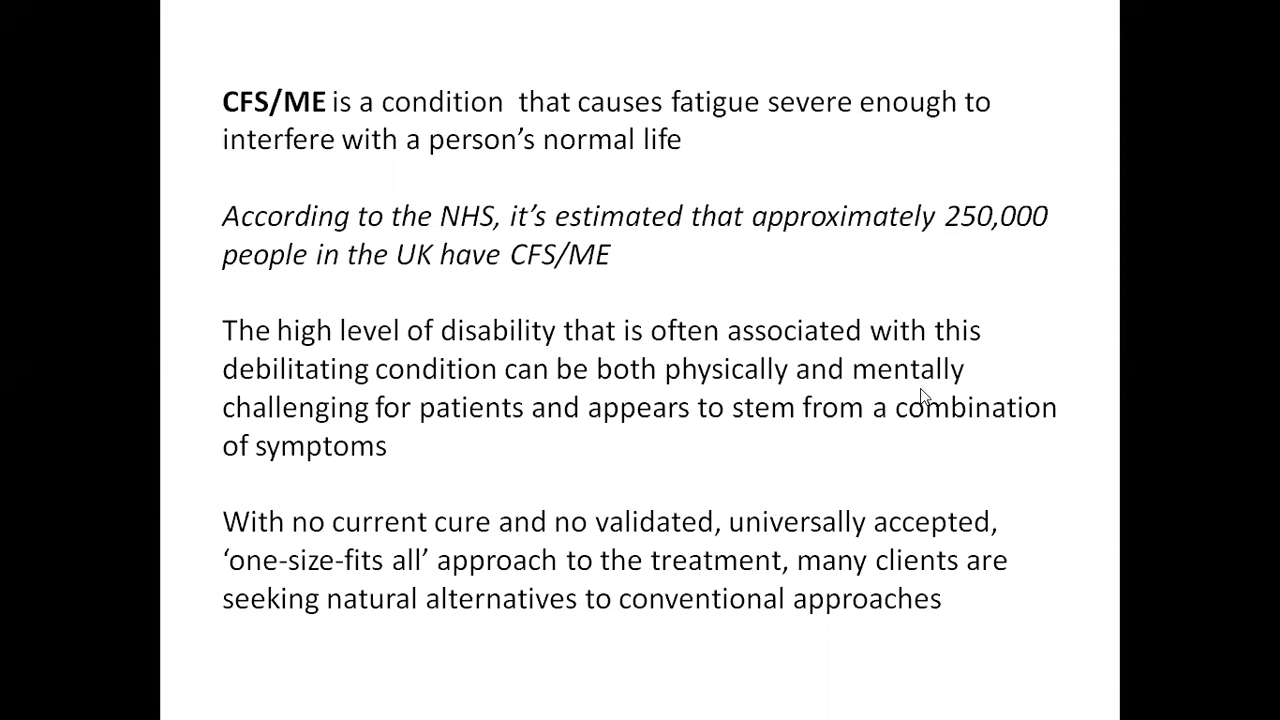 CFS/ME is a condition  that causes fatigue severe enough to
interfere with a person’s normal life
According to the NHS, it’s estimated that approximately 250,000
people in the UK have CFS/ME
The high level of disability that is often associated with this
debilitating condition can be both physically and mentally
challenging for patients and appears to stem from a combination
of symptoms
With no current cure and no validated, universally accepted,
‘one-size-fits all’ approach to the treatment, many clients are
seeking natural alternatives to conventional approaches